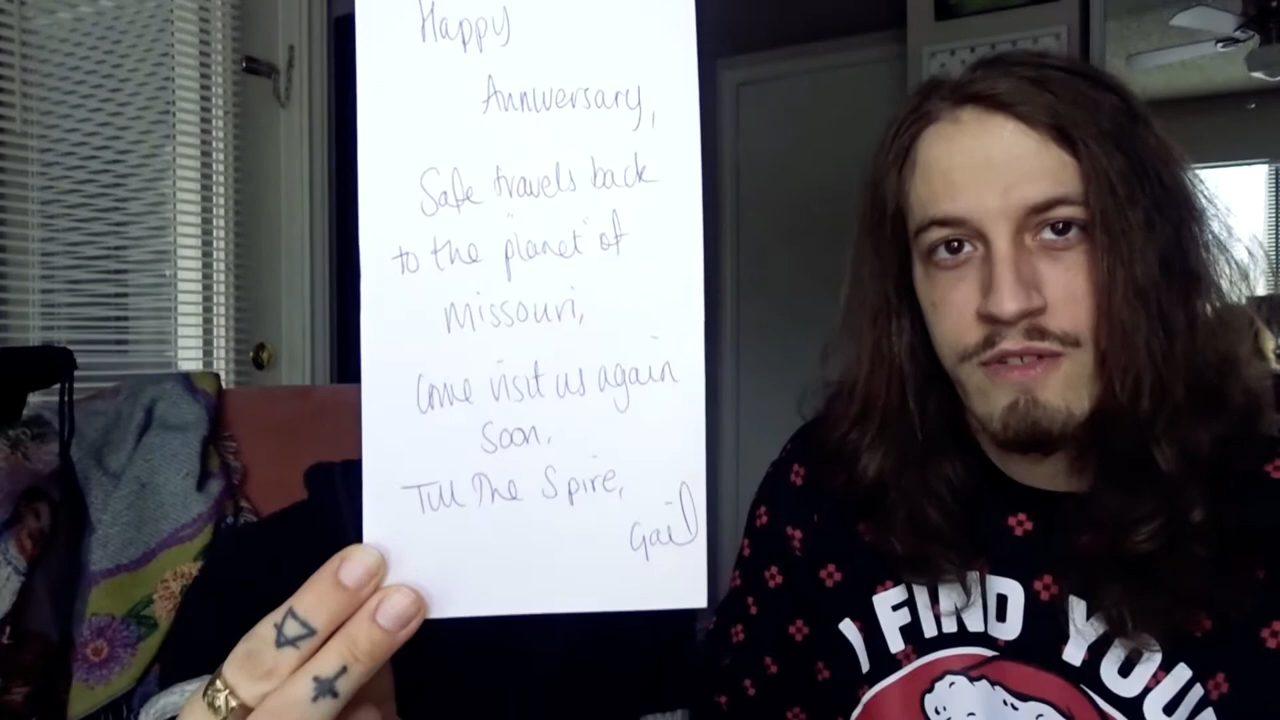 Happy
Anniversary,
Safe travels back
to the "planet" of
Missouri,
Come visit us again
Soon.
Till The Spire,
Gail
I FIND YOU